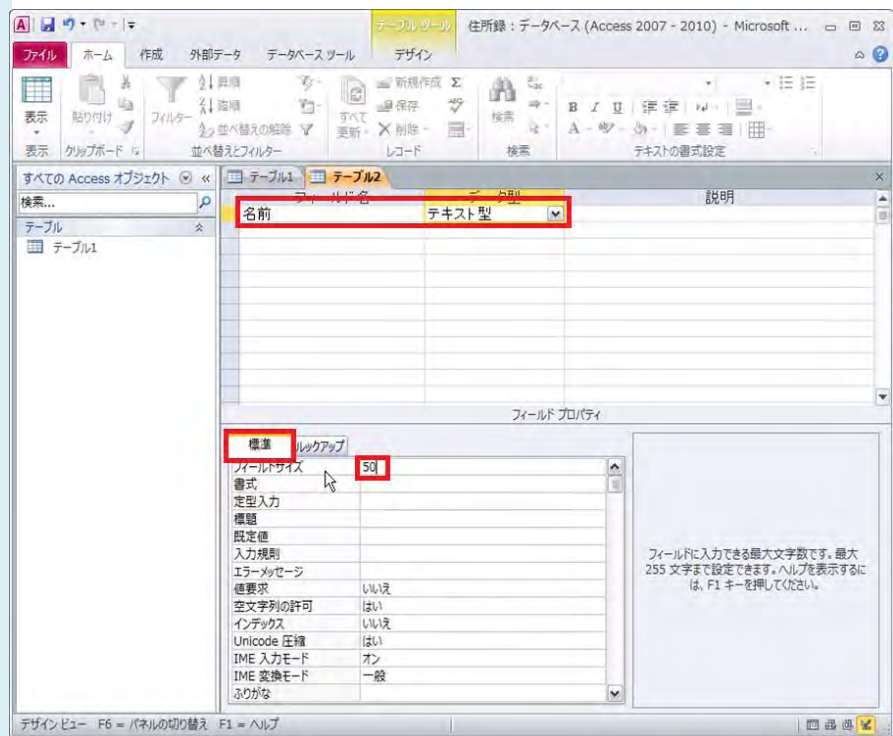 テーブル ツール 住所録：データベース (Access 2007 - 2010) - Microsoft ...
ファイル ホーム 作成 外部データ データベース ツール デザイン
表示 貼り付け フィルター 昇順 降順 並べ替えの解除 すべて更新 新規作成 保存 削除 検索
表示 クリップボード 並べ替えとフィルター レコード 検索 テキストの書式設定
すべての Access オブジェクト
検索...
テーブル
テーブル1
テーブル1 テーブル2
フィールド名 データ型 説明
名前 テキスト型
フィールド プロパティ
標準 ルックアップ
フィールドサイズ 50
書式
定型入力
標題
既定値
入力規則
エラーメッセージ
値要求 いいえ
空文字列の許可 はい
インデックス いいえ
Unicode 圧縮 はい
IME 入力モード オン
IME 変換モード 一般
ふりがな
フィールドに入力できる最大文字数です。最大
255 文字まで設定できます。ヘルプを表示するに
は、F1 キーを押してください。
デザイン ビュー F6 = パネルの切り替え F1 = ヘルプ